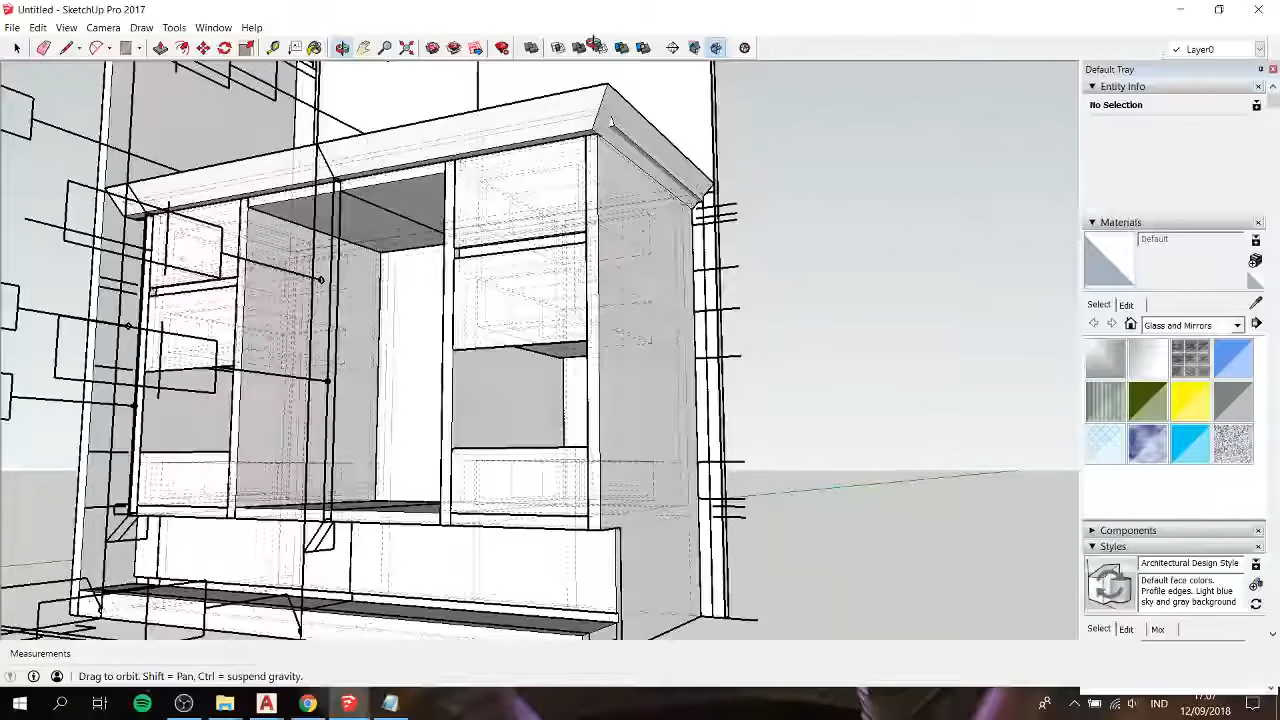 Untitled - SketchUp Pro 2017
File Edit View Camera Draw Tools Window Help
Layer0
Default Tray
Entity Info
No Selection
Materials
Default
Select Edit
Glass and Mirrors
Components
Styles
Architectural Design Style
Default face colors.
Profile edges. Light blue
sky and gray background
Select Edit Mix
Measurements
Drag to orbit. Shift = Pan, Ctrl = suspend gravity.
IND
17:07
12/09/2018